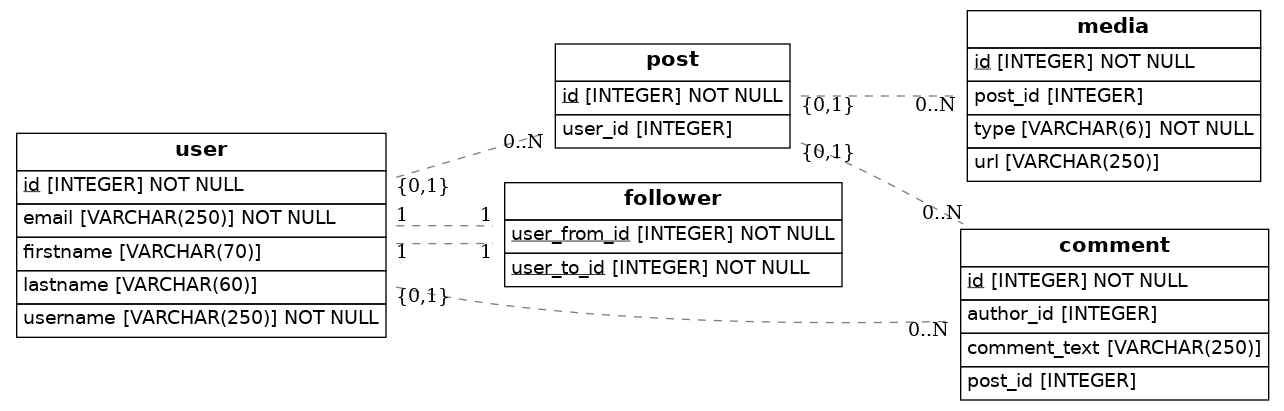 user
id [INTEGER] NOT NULL
email [VARCHAR(250)] NOT NULL
firstname [VARCHAR(70)]
lastname [VARCHAR(60)]
username [VARCHAR(250)] NOT NULL
{0,1}
0..N
1
1
1
1
{0,1}
0..N
post
id [INTEGER] NOT NULL
user_id [INTEGER]
{0,1}
0..N
{0,1}
0..N
follower
user_from_id [INTEGER] NOT NULL
user_to_id [INTEGER] NOT NULL
media
id [INTEGER] NOT NULL
post_id [INTEGER]
type [VARCHAR(6)] NOT NULL
url [VARCHAR(250)]
comment
id [INTEGER] NOT NULL
author_id [INTEGER]
comment_text [VARCHAR(250)]
post_id [INTEGER]